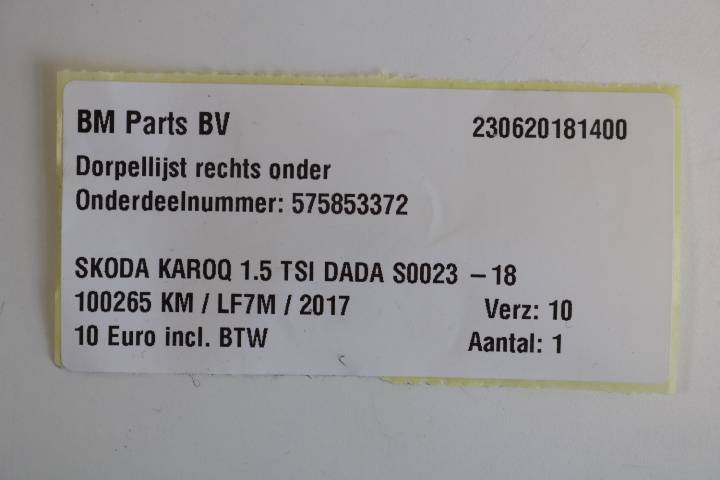 BM Parts BV 230620181400
Dorpellijst rechts onder
Onderdeelnummer: 575853372
SKODA KAROQ 1.5 TSI DADA S0023 – 18
100265 KM / LF7M / 2017 Verz: 10
10 Euro incl. BTW Aantal: 1